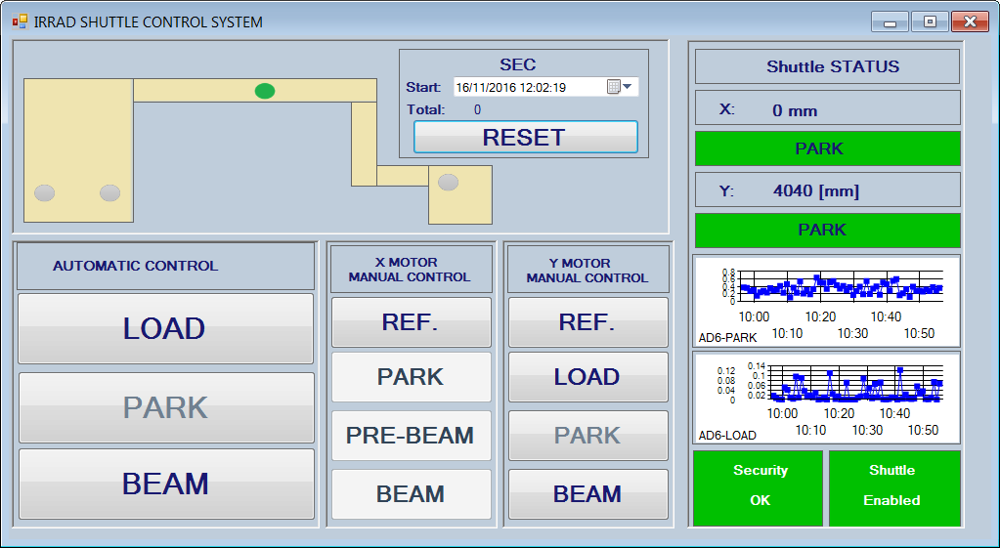 IRRAD SHUTTLE CONTROL SYSTEM
SEC
Start: 16/11/2016 12:02:19
Total: 0
RESET
AUTOMATIC CONTROL
LOAD
PARK
BEAM
X MOTOR
MANUAL CONTROL
REF.
PARK
PRE-BEAM
BEAM
Y MOTOR
MANUAL CONTROL
REF.
LOAD
PARK
BEAM
Shuttle STATUS
X: 0 mm
PARK
Y: 4040 [mm]
PARK
0.8
0.6
0.4
0.2
0
10:00 10:20 10:40
10:10 10:30 10:50
AD6-PARK
0.14
0.12
0.1
0.08
0.06
0.04
0.02
0
10:00 10:20 10:40
10:10 10:30 10:50
AD6-LOAD
Security
OK
Shuttle
Enabled